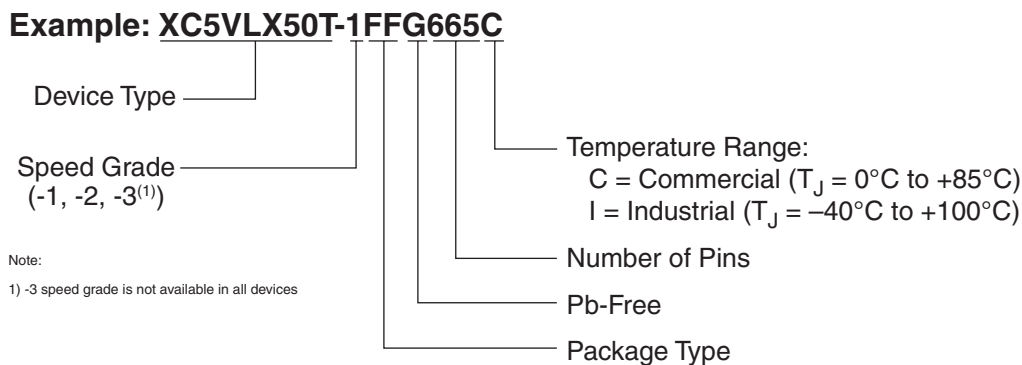 Example: XC5VLX50T-1FFG665C
Device Type
Speed Grade
(-1, -2, -3(1))
Temperature Range:
C = Commercial (TJ = 0°C to +85°C)
I = Industrial (TJ = –40°C to +100°C)
Number of Pins
Pb-Free
Package Type
Note:
1) -3 speed grade is not available in all devices